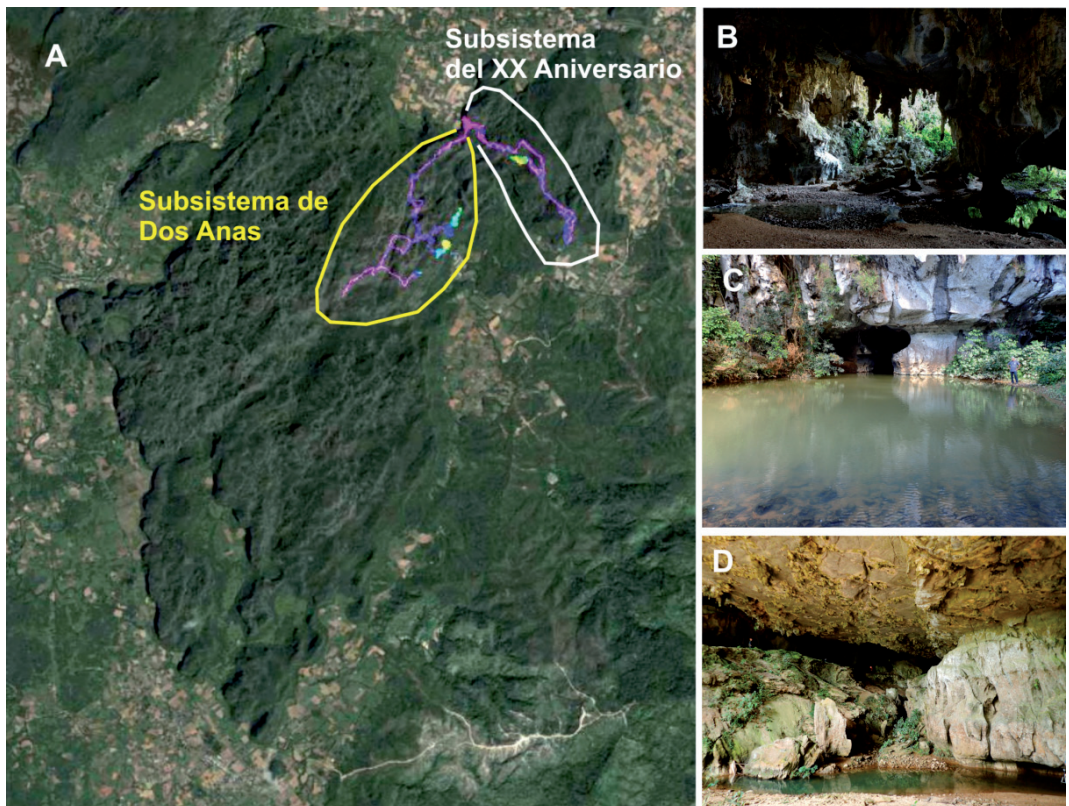 A
Subsistema
del XX Aniversario
Subsistema de
Dos Anas
B
C
D